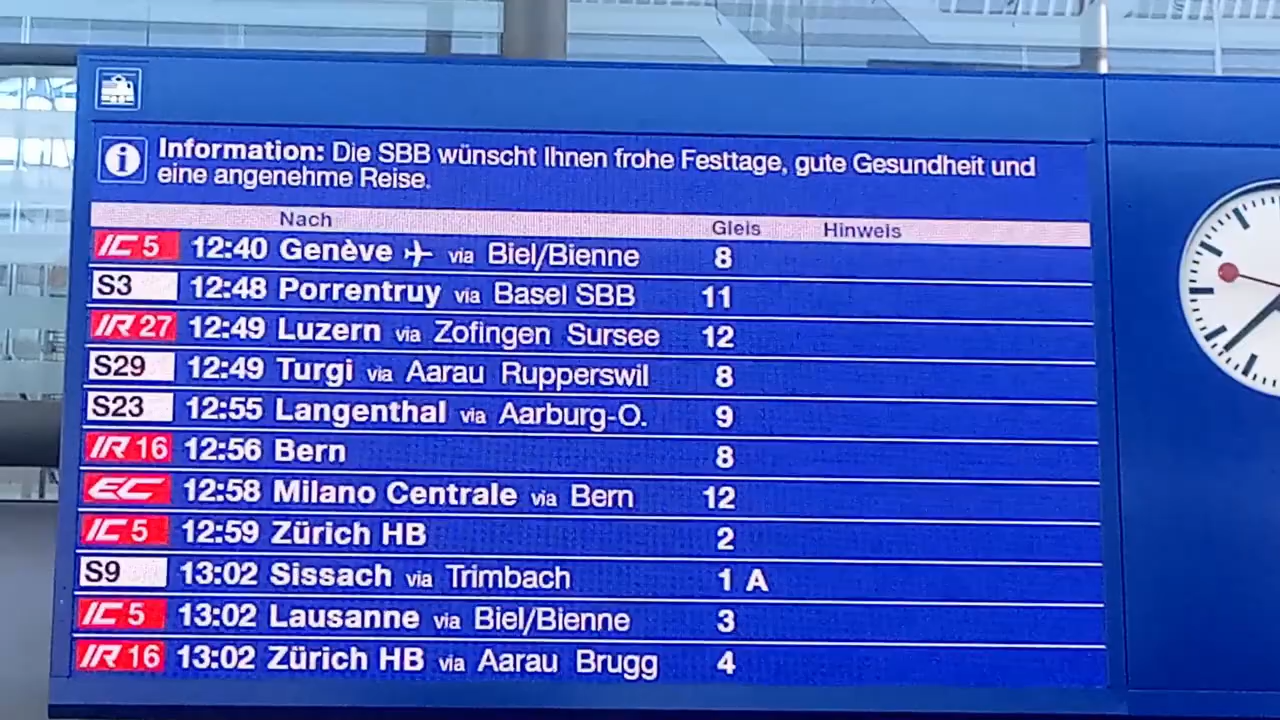 Information: Die SBB wünscht Ihnen frohe Festtage, gute Gesundheit und
eine angenehme Reise.
Nach Gleis Hinweis
IC 5 12:40 Genève via Biel/Bienne 8
S3 12:48 Porrentruy via Basel SBB 11
IR 27 12:49 Luzern via Zofingen Sursee 12
S29 12:49 Turgi via Aarau Rupperswil 8
S23 12:55 Langenthal via Aarburg-O. 9
IR 16 12:56 Bern 8
EC 12:58 Milano Centrale via Bern 12
IC 5 12:59 Zürich HB 2
S9 13:02 Sissach via Trimbach 1 A
IC 5 13:02 Lausanne via Biel/Bienne 3
IR 16 13:02 Zürich HB via Aarau Brugg 4